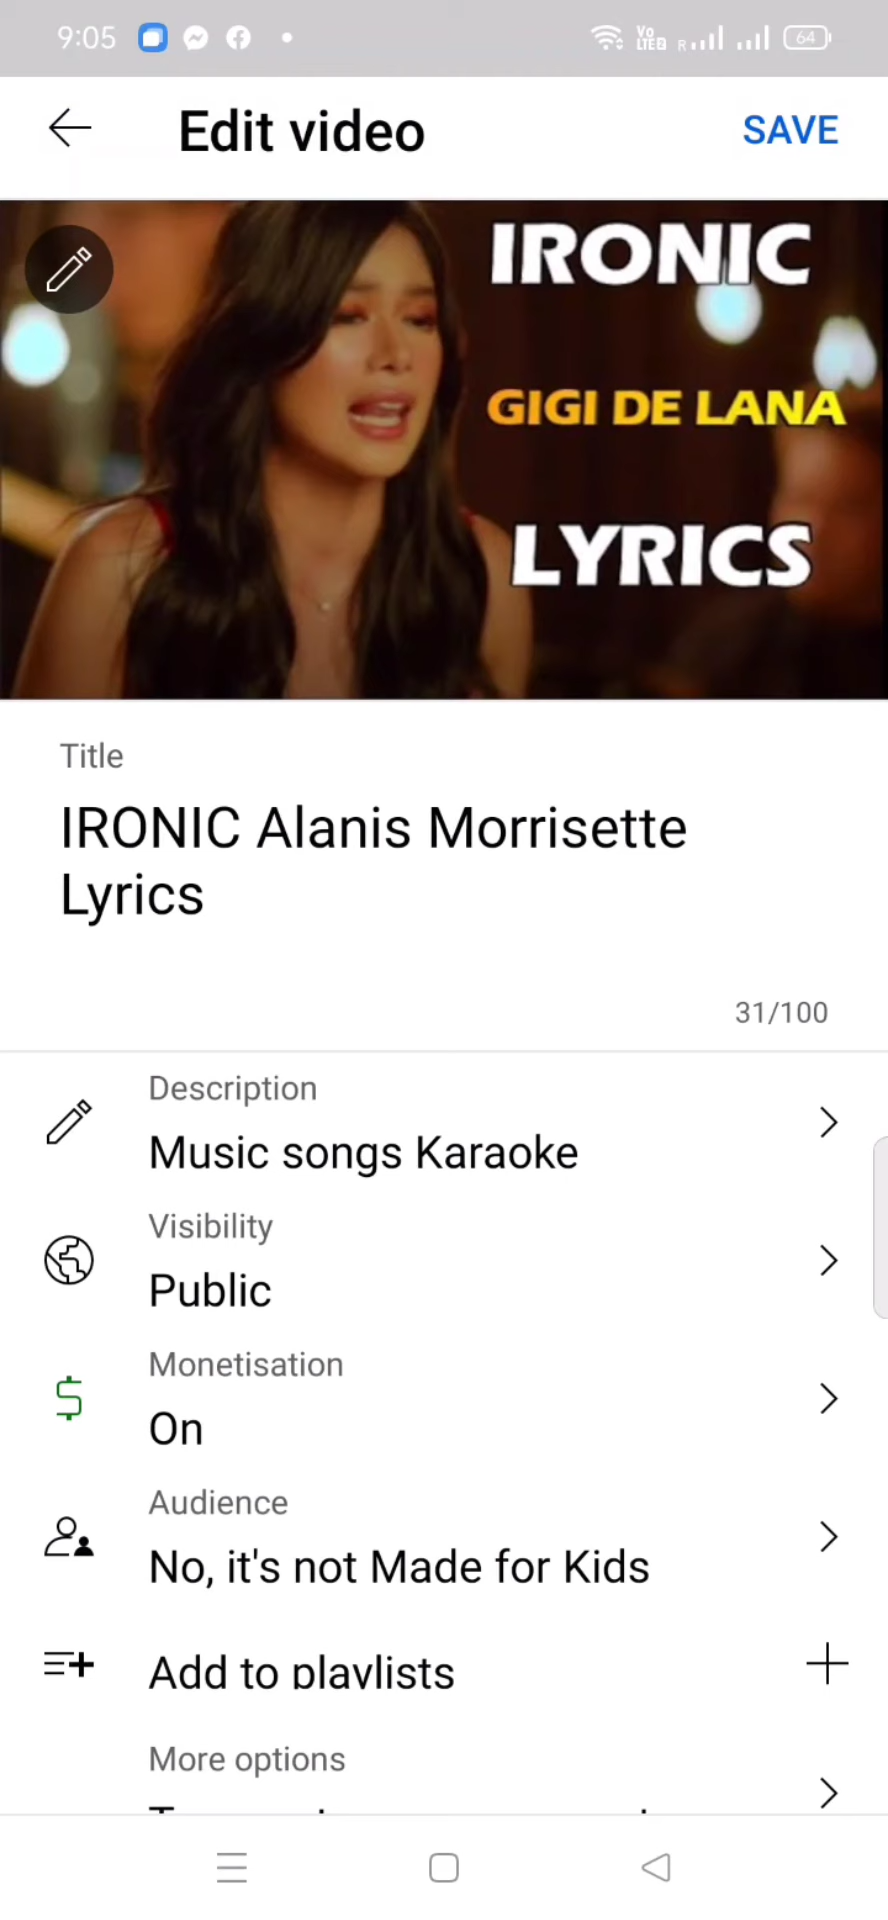 9:05
Vo
LTE2
R
64
Edit video
SAVE
IRONIC
GIGI DE LANA
LYRICS
Title
IRONIC Alanis Morrisette
Lyrics
31/100
Description
Music songs Karaoke
Visibility
Public
Monetisation
On
Audience
No, it's not Made for Kids
Add to playlists
More options